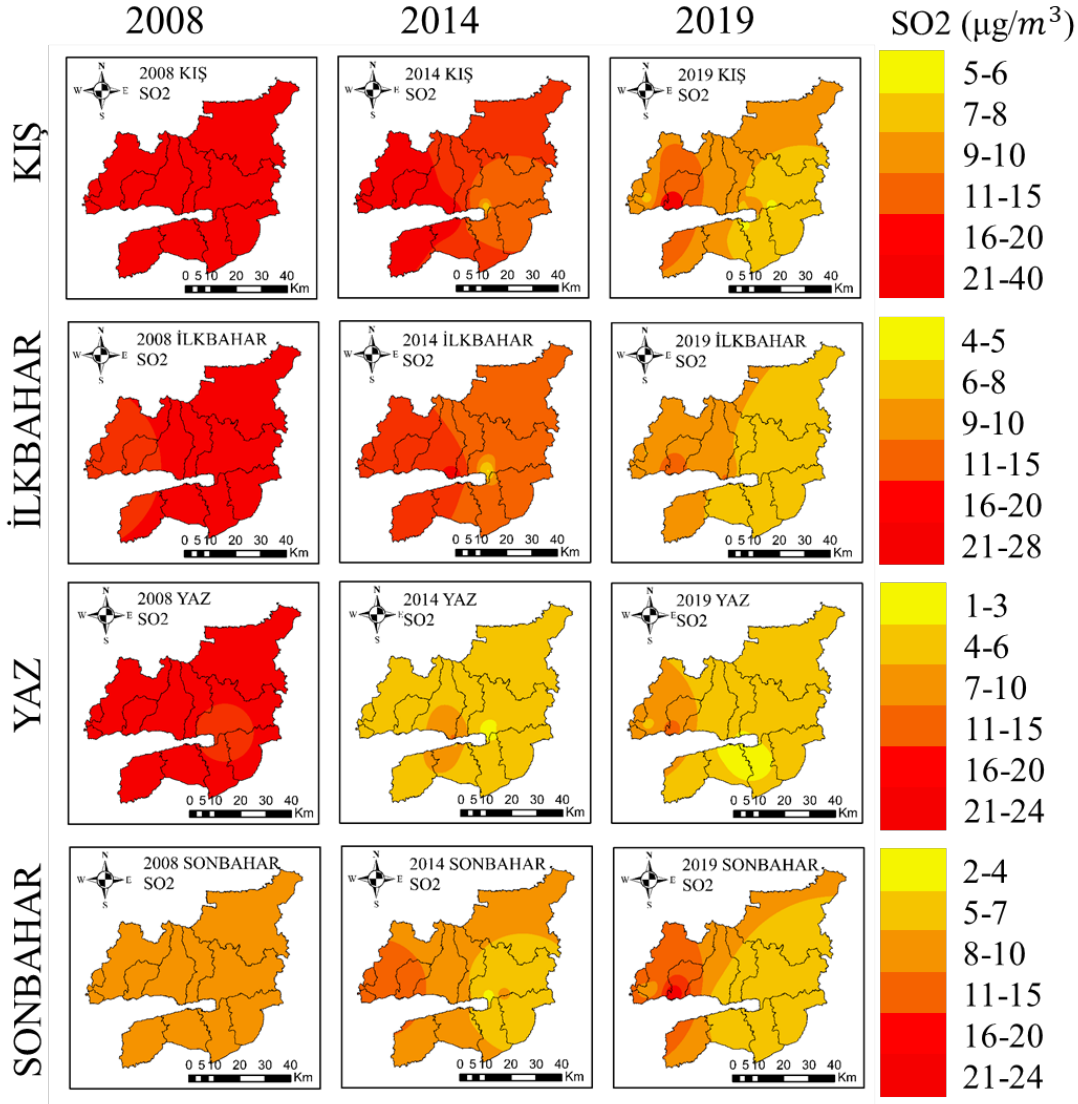 2008 2014 2019 SO2 (μg/m³)
KIŞ
2008 KIŞ
SO2
N
W E
S
0 5 10 20 30 40
Km
2014 KIŞ
SO2
N
W E
S
0 5 10 20 30 40
Km
2019 KIŞ
SO2
N
W E
S
0 5 10 20 30 40
Km
5-6
7-8
9-10
11-15
16-20
21-40
İLKBAHAR
2008 İLKBAHAR
SO2
N
W E
S
0 5 10 20 30 40
Km
2014 İLKBAHAR
SO2
N
W E
S
0 5 10 20 30 40
Km
2019 İLKBAHAR
SO2
N
W E
S
0 5 10 20 30 40
Km
4-5
6-8
9-10
11-15
16-20
21-28
YAZ
2008 YAZ
SO2
N
W E
S
0 5 10 20 30 40
Km
2014 YAZ
SO2
N
W E
S
0 5 10 20 30 40
Km
2019 YAZ
SO2
N
W E
S
0 5 10 20 30 40
Km
1-3
4-6
7-10
11-15
16-20
21-24
SONBAHAR
2008 SONBAHAR
SO2
N
W E
S
0 5 10 20 30 40
Km
2014 SONBAHAR
SO2
N
W E
S
0 5 10 20 30 40
Km
2019 SONBAHAR
SO2
N
W E
S
0 5 10 20 30 40
Km
2-4
5-7
8-10
11-15
16-20
21-24